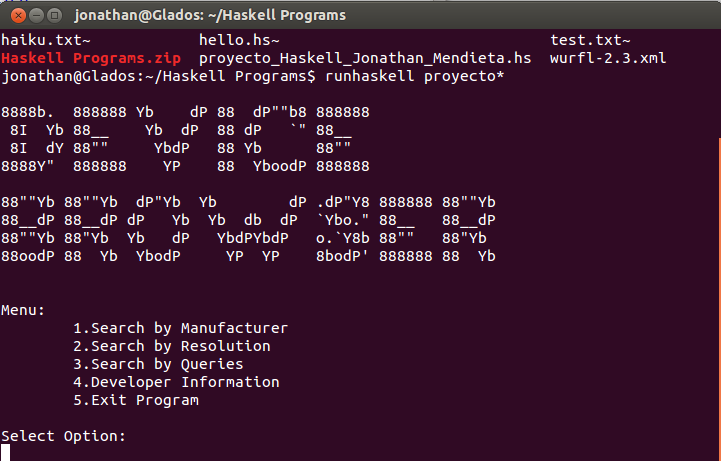 jonathan@Glados: ~/Haskell Programs
haiku.txt~ hello.hs~ test.txt~
Haskell Programs.zip proyecto_Haskell_Jonathan_Mendieta.hs wurfl-2.3.xml
jonathan@Glados:~/Haskell Programs$ runhaskell proyecto*
8888b.  888888 Yb    dP 88  dP""b8 888888
 8I  Yb 88__    Yb  dP  88 dP   `" 88__
 8I  dY 88""     YbdP   88 Yb      88""
8888Y"  888888    YP    88  YboodP 888888
88""Yb 88""Yb  dP"Yb  Yb        dP .dP"Y8 888888 88""Yb
88__dP 88__dP dP   Yb  Yb  db  dP  `Ybo." 88__   88__dP
88""Yb 88"Yb  Yb   dP   YbdPYbdP   o.`Y8b 88""   88"Yb
88oodP 88  Yb  YbodP     YP  YP    8bodP' 888888 88  Yb
Menu:
1.Search by Manufacturer
2.Search by Resolution
3.Search by Queries
4.Developer Information
5.Exit Program
Select Option: